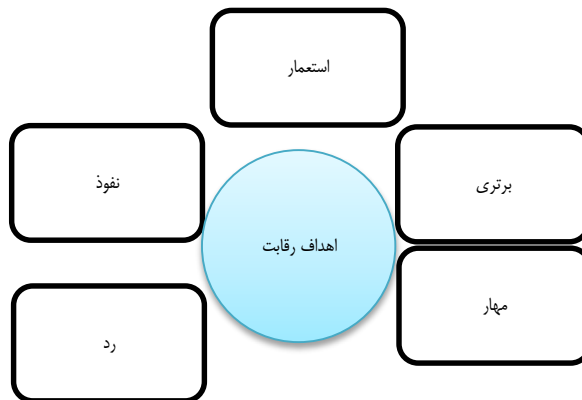 استعمار
برتری
نفوذ
اهداف رقابت
مهار
رد